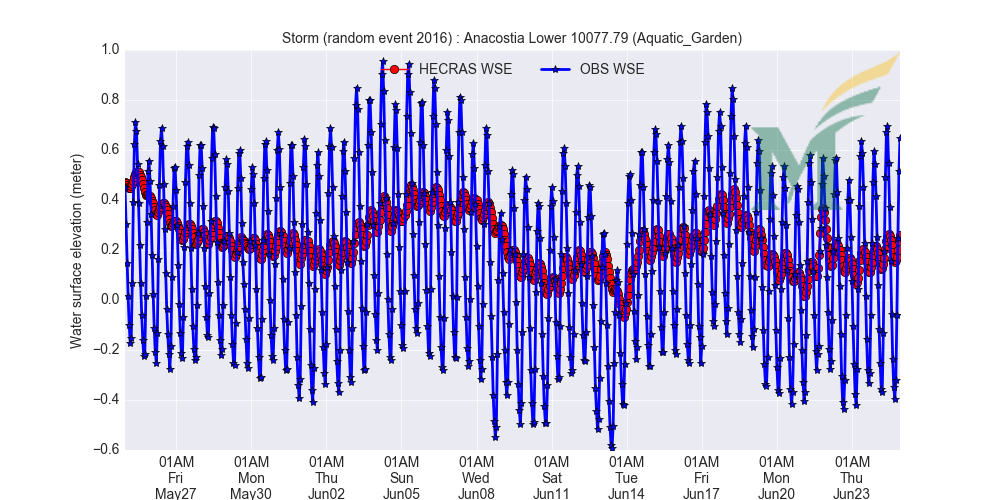 Storm (random event 2016) : Anacostia Lower 10077.79 (Aquatic_Garden)
HECRAS WSE
OBS WSE
M
Water surface elevation (meter)
1.0
0.8
0.6
0.4
0.2
0.0
−0.2
−0.4
−0.6
01AM 01AM 01AM 01AM 01AM 01AM 01AM 01AM 01AM 01AM
Fri Mon Thu Sun Wed Sat Tue Fri Mon Thu
May27 May30 Jun02 Jun05 Jun08 Jun11 Jun14 Jun17 Jun20 Jun23